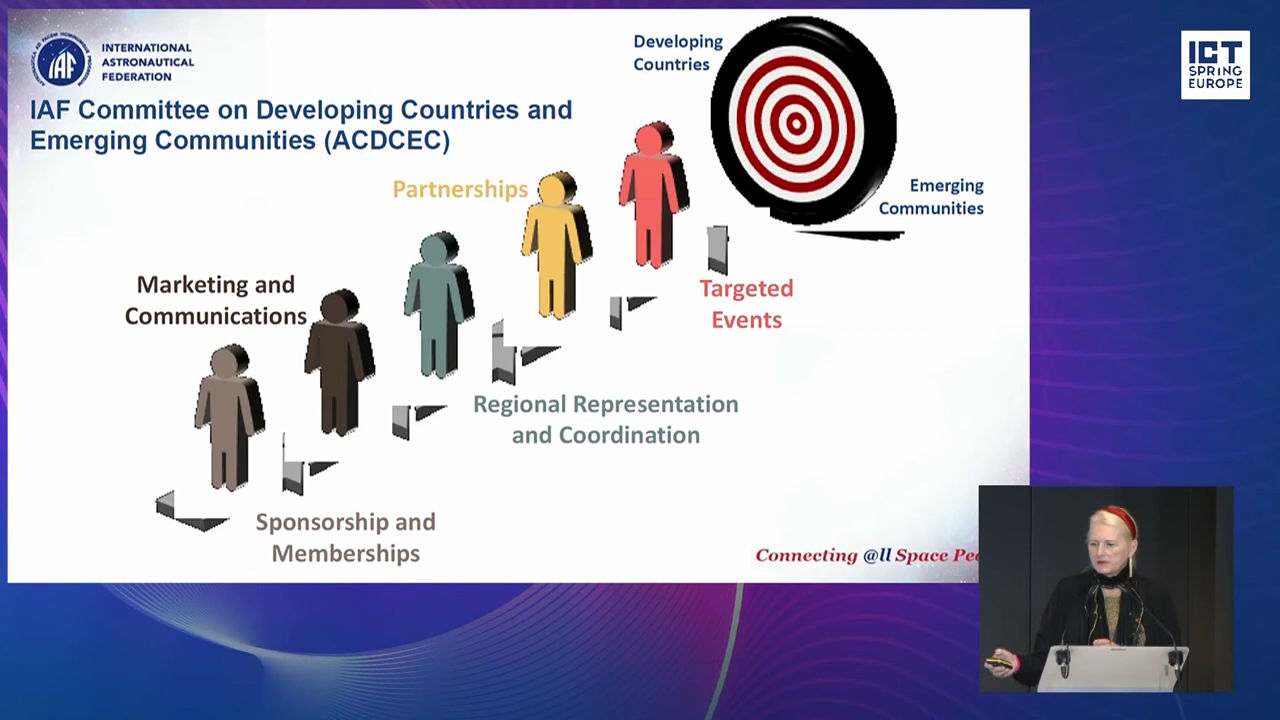 INTERNATIONAL
ASTRONAUTICAL
FEDERATION
IAF
IAF Committee on Developing Countries and
Emerging Communities (ACDCEC)
Developing
Countries
Emerging
Communities
Partnerships
Targeted
Events
Marketing and
Communications
Regional Representation
and Coordination
Sponsorship and
Memberships
Connecting @ll Space
ICT
SPRING
EUROPE